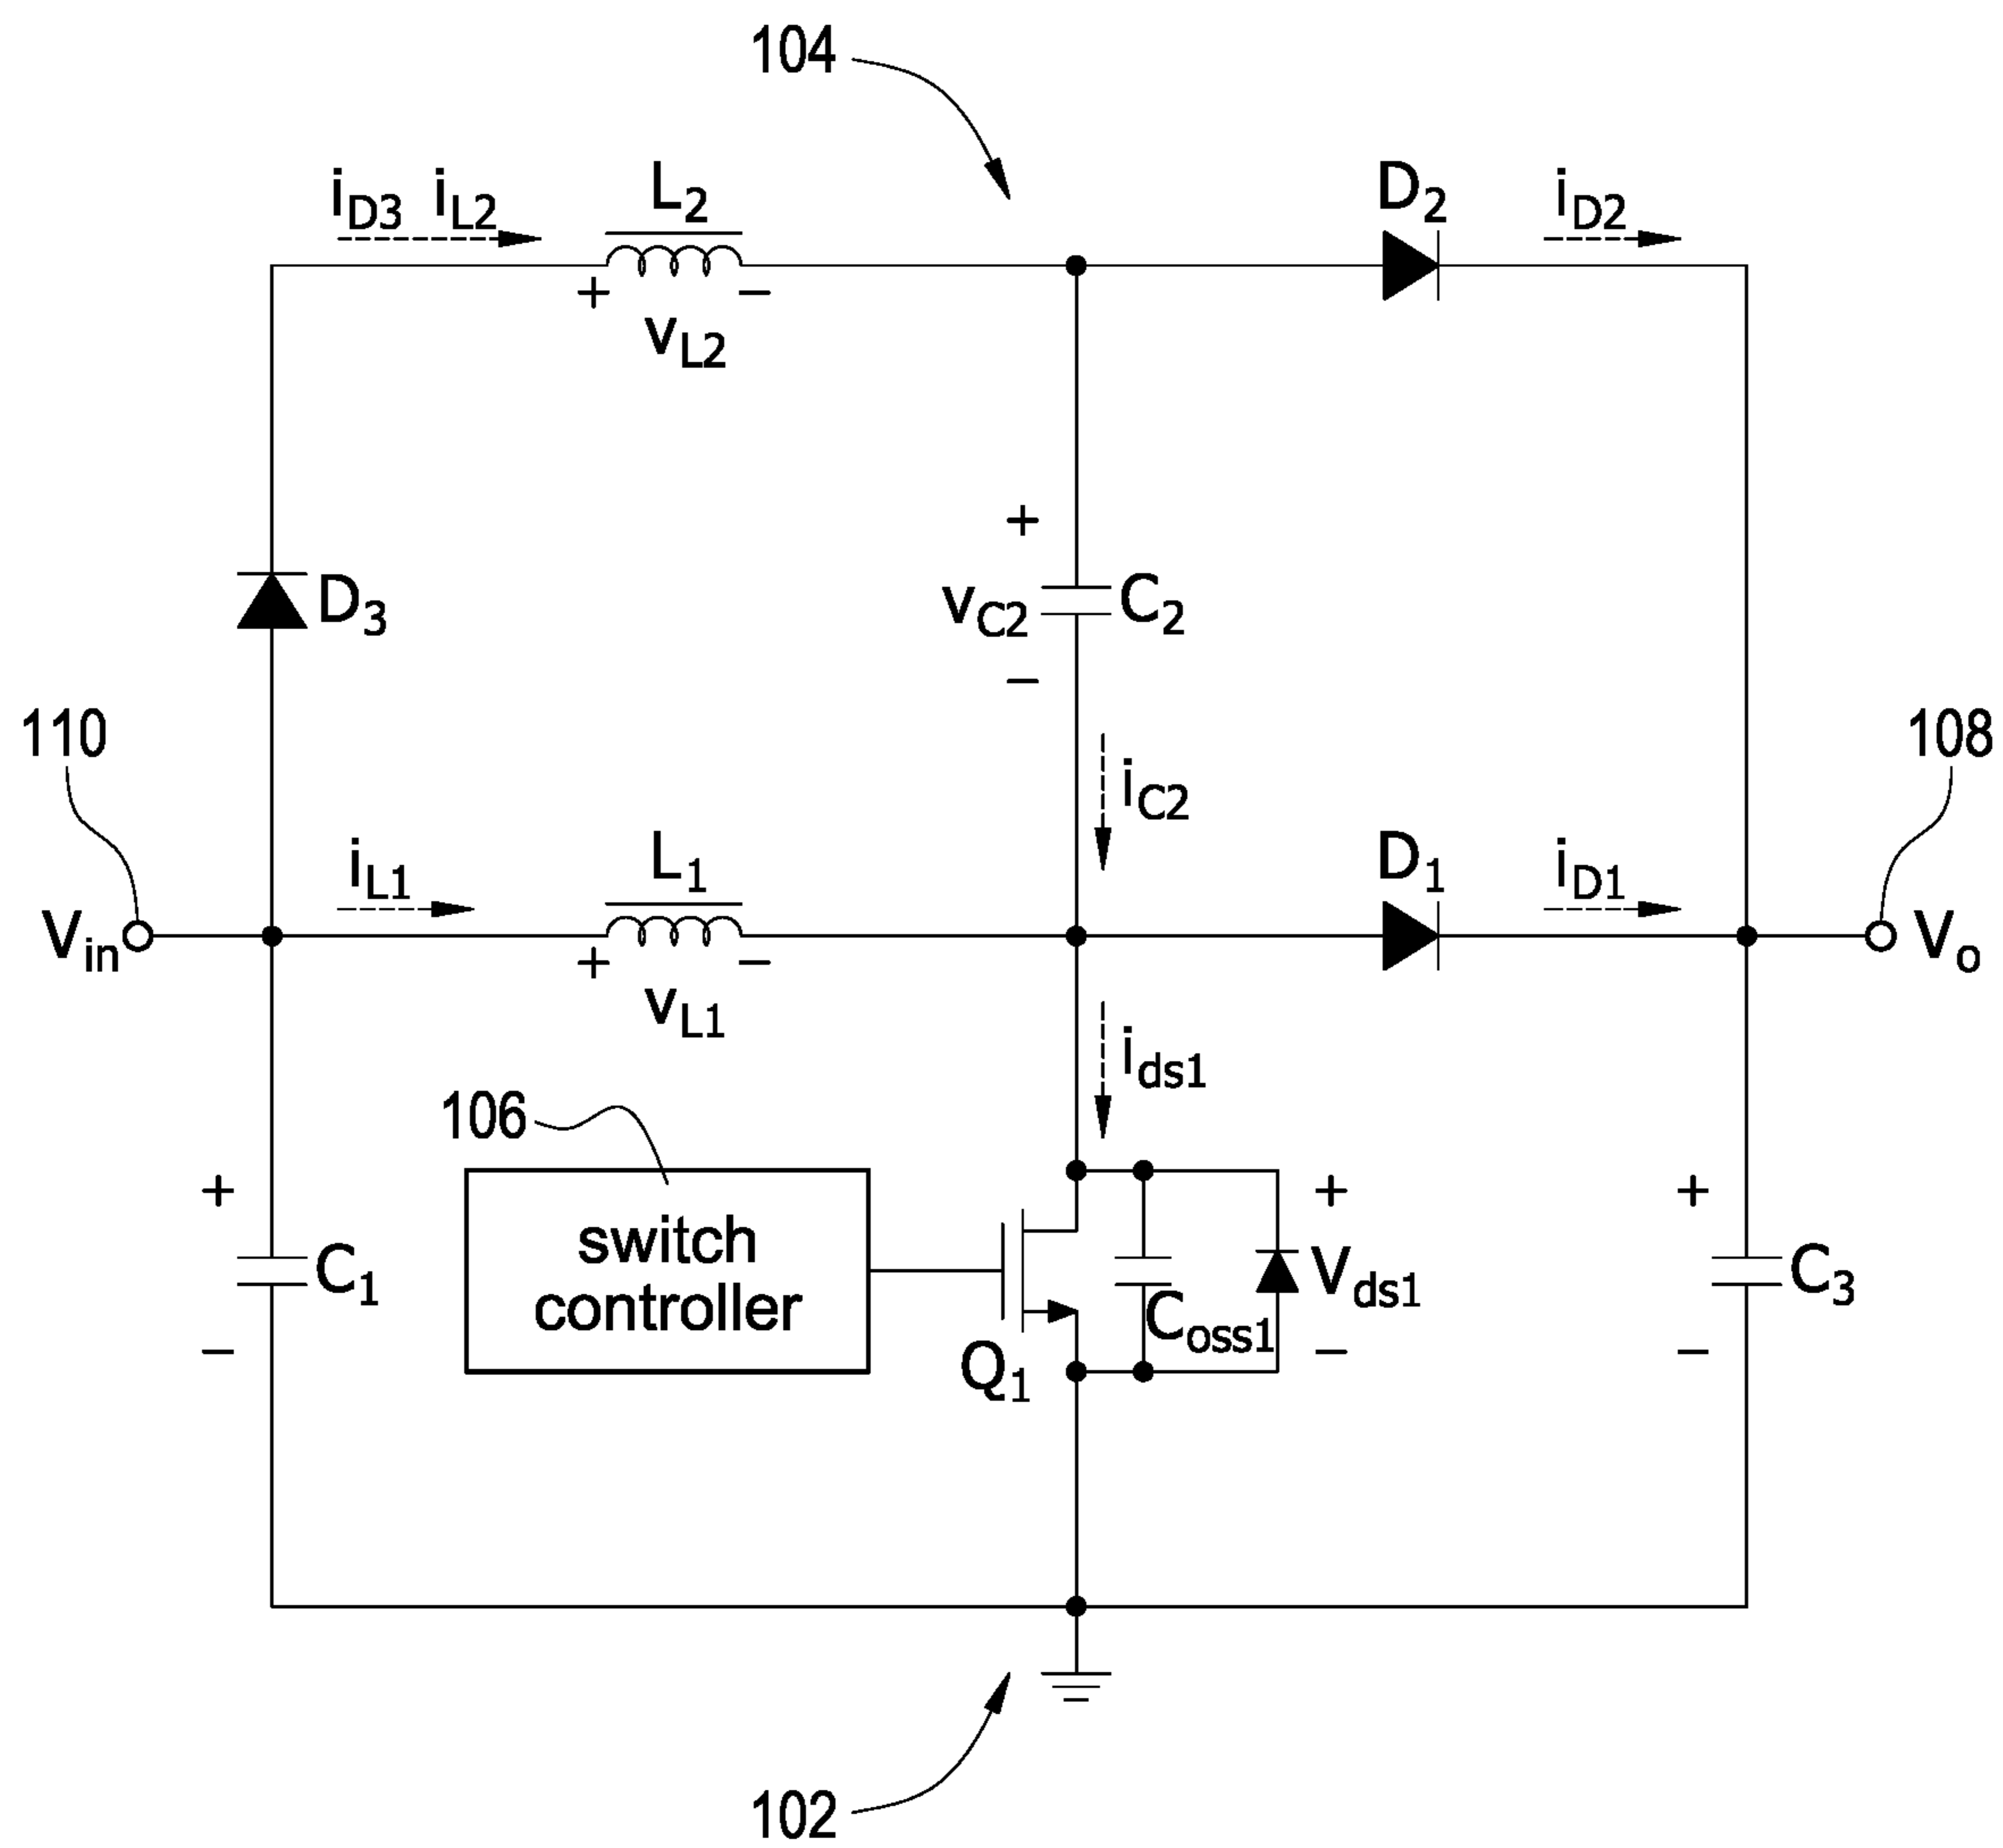 104
iD3 iL2
L2
D2
iD2
+ −
vL2
D3
+
vC2
C2
−
110
108
iC2
iL1
L1
D1
iD1
Vin
Vo
+ −
vL1
ids1
106
switch
controller
+
C1
−
Q1
Coss1
+
Vds1
−
+
C3
−
102